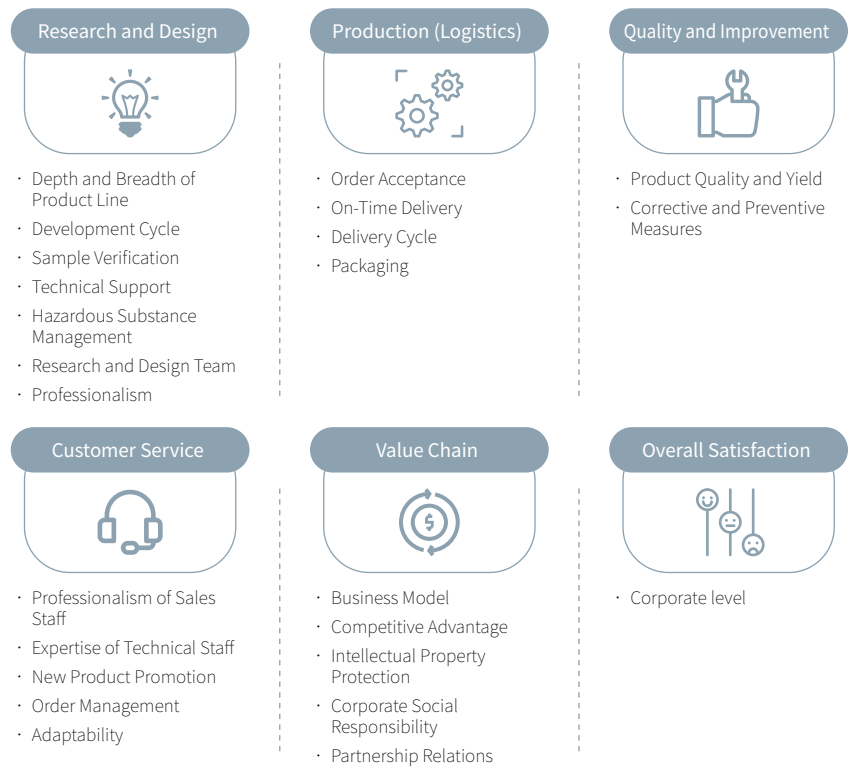 Research and Design
· Depth and Breadth of
Product Line
· Development Cycle
· Sample Verification
· Technical Support
· Hazardous Substance
Management
· Research and Design Team
· Professionalism
Production (Logistics)
· Order Acceptance
· On-Time Delivery
· Delivery Cycle
· Packaging
Quality and Improvement
· Product Quality and Yield
· Corrective and Preventive
Measures
Customer Service
· Professionalism of Sales
Staff
· Expertise of Technical Staff
· New Product Promotion
· Order Management
· Adaptability
Value Chain
$
· Business Model
· Competitive Advantage
· Intellectual Property
Protection
· Corporate Social
Responsibility
· Partnership Relations
Overall Satisfaction
· Corporate level